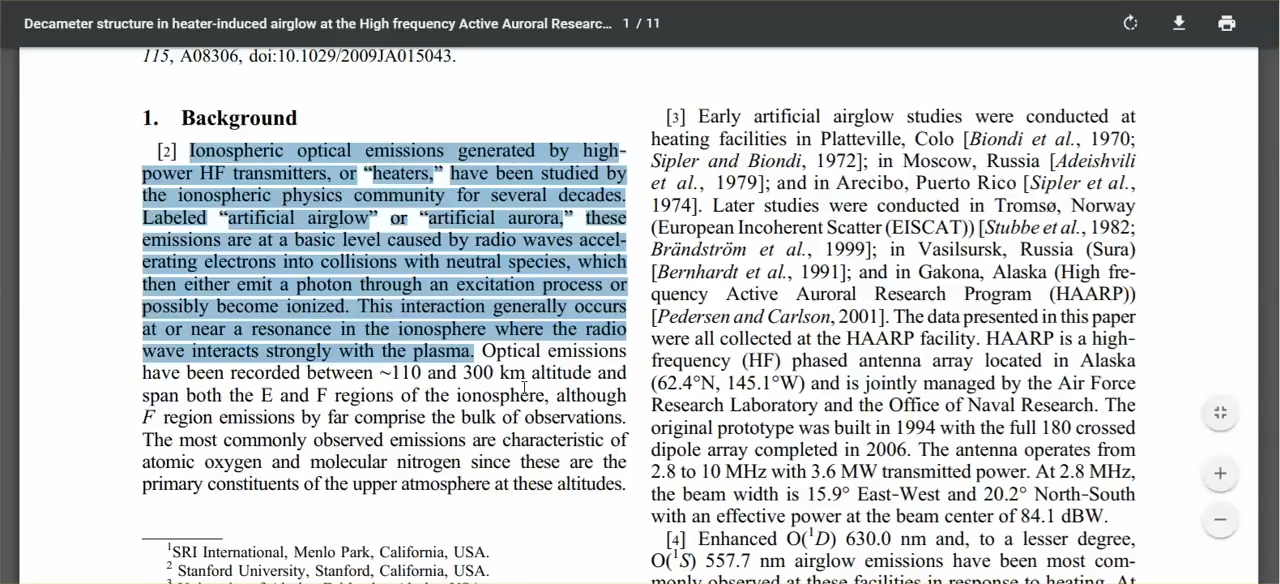 Decameter structure in heater-induced airglow at the High frequency Active Auroral Researc... 1 / 11
115, A08306, doi:10.1029/2009JA015043.
1. Background
[2] Ionospheric optical emissions generated by high-
power HF transmitters, or “heaters,” have been studied by
the ionospheric physics community for several decades.
Labeled “artificial airglow” or “artificial aurora,” these
emissions are at a basic level caused by radio waves accel-
erating electrons into collisions with neutral species, which
then either emit a photon through an excitation process or
possibly become ionized. This interaction generally occurs
at or near a resonance in the ionosphere where the radio
wave interacts strongly with the plasma. Optical emissions
have been recorded between ~110 and 300 km altitude and
span both the E and F regions of the ionosphere, although
F region emissions by far comprise the bulk of observations.
The most commonly observed emissions are characteristic of
atomic oxygen and molecular nitrogen since these are the
primary constituents of the upper atmosphere at these altitudes.
1SRI International, Menlo Park, California, USA.
2 Stanford University, Stanford, California, USA.
[3] Early artificial airglow studies were conducted at
heating facilities in Platteville, Colo [Biondi et al., 1970;
Sipler and Biondi, 1972]; in Moscow, Russia [Adeishvili
et al., 1979]; and in Arecibo, Puerto Rico [Sipler et al.,
1974]. Later studies were conducted in Tromsø, Norway
(European Incoherent Scatter (EISCAT)) [Stubbe et al., 1982;
Brändström et al., 1999]; in Vasilsursk, Russia (Sura)
[Bernhardt et al., 1991]; and in Gakona, Alaska (High fre-
quency Active Auroral Research Program (HAARP))
[Pedersen and Carlson, 2001]. The data presented in this paper
were all collected at the HAARP facility. HAARP is a high-
frequency (HF) phased antenna array located in Alaska
(62.4°N, 145.1°W) and is jointly managed by the Air Force
Research Laboratory and the Office of Naval Research. The
original prototype was built in 1994 with the full 180 crossed
dipole array completed in 2006. The antenna operates from
2.8 to 10 MHz with 3.6 MW transmitted power. At 2.8 MHz,
the beam width is 15.9° East-West and 20.2° North-South
with an effective power at the beam center of 84.1 dBW.
[4] Enhanced O(1D) 630.0 nm and, to a lesser degree,
O(1S) 557.7 nm airglow emissions have been most com-
monly observed at these facilities in response to heating. At